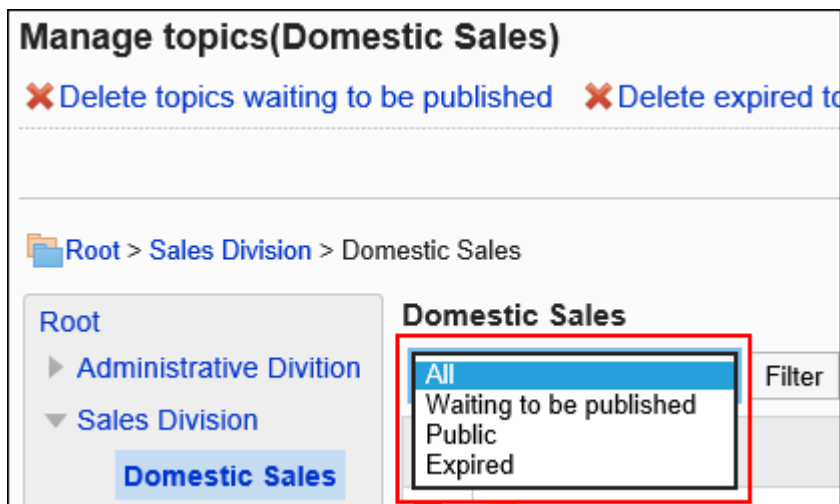 Manage topics(Domestic Sales)
Delete topics waiting to be published Delete expired
Root > Sales Division > Domestic Sales
Root
Administrative Divition
Sales Division
Domestic Sales
Domestic Sales
All
Waiting to be published
Public
Expired
Filter